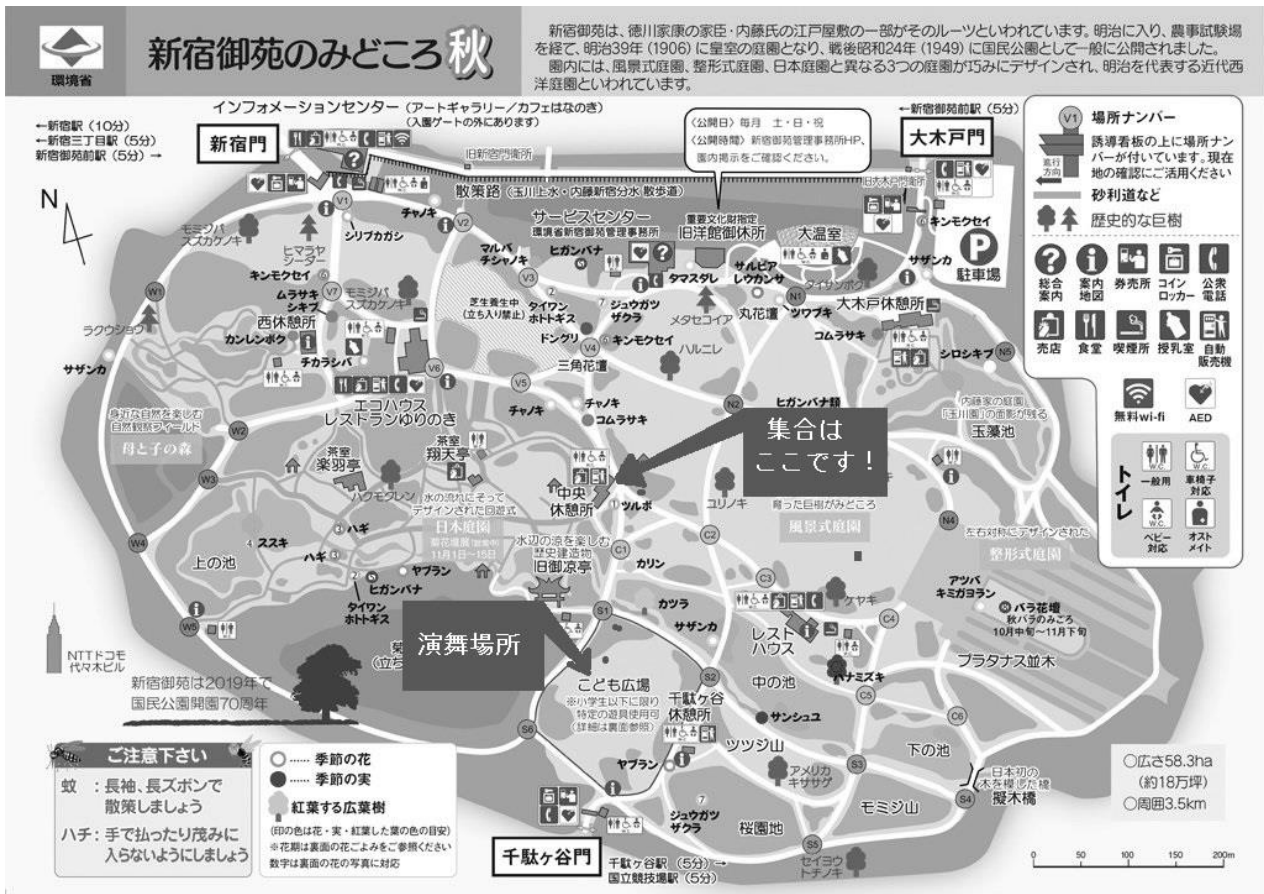 環境省
新宿御苑のみどころ 秋
新宿御苑は、徳川家康の家臣・内藤氏の江戸屋敷の一部がそのルーツといわれています。明治に入り、農事試験場
を経て、明治39年(1906)に皇室の庭園となり、戦後昭和24年(1949)に国民公園として一般に公開されました。
園内には、風景式庭園、整形式庭園、日本庭園と異なる3つの庭園が巧みにデザインされ、明治を代表する近代西
洋庭園といわれています。
インフォメーションセンター(アートギャラリー/カフェはなのき)
(入園ゲートの外にあります)
←新宿駅(10分)
←新宿三丁目駅(5分)
新宿御苑前駅(5分)→
新宿門
旧新宿門衛所
〈公開日〉毎月 土・日・祝
〈公開時間〉新宿御苑管理事務所HP、
園内掲示をご確認ください。
←新宿御苑前駅(5分)
大木戸門
旧大木戸門衛所
V1 場所ナンバー
誘導看板の上に場所ナン
バーが付いています。現在
地の確認にご活用ください
進行
方向
砂利道など
歴史的な巨樹
総合
案内
案内
地図
券売所
コイン
ロッカー
公衆
電話
売店
食堂
喫煙所
授乳室
自動
販売機
無料wi-fi
AED
トイレ
一般用
車椅子
対応
ベビー
対応
オスト
メイト
N
散策路(玉川上水・内藤新宿分水 散歩道)
モミジバ
スズカケノキ
ヒマラヤ
シーダー
V1
シリブカガシ
チャノキ
V2
サービスセンター
環境省新宿御苑管理事務所
重要文化財指定
旧洋館御休所
大温室
キンモクセイ
P
駐車場
サザンカ
マルバ
チシャノキ
ヒガンバナ
タマスダレ
サルビア
レウカンサ
タイサンボク
キンモクセイ
V7
ムラサキ
シキブ
モミジバ
スズカケノキ
西休憩所
カンレンボク
チカラシバ
芝生養生中
(立ち入り禁止)
V3
タイワン
ホトトギス
ジュウガツ
ザクラ
ドングリ
V4
キンモクセイ
三角花壇
メタセコイア
丸花壇
N1
ツワブキ
大木戸休憩所
コムラサキ
シロシキブ
N5
W1
ラクウショウ
サザンカ
V6
V5
ハルニレ
エコハウス
レストランゆりのき
チャノキ
チャノキ
コムラサキ
N2
ヒガンバナ類
内藤家の庭園
「玉川園」の面影が残る
玉藻池
身近な自然を楽しむ
自然観察フィールド
母と子の森
W2
W3
茶室
楽羽亭
茶室
翔天亭
ハクモクレン
集合は
ここです！
中央
休憩所
ツルボ
ユリノキ
育った巨樹がみどころ
風景式庭園
水の流れにそって
デザインされた回遊式
日本庭園
11月1日〜15日
N4
左右対称にデザインされた
整形式庭園
W4
上の池
ススキ
ハギ
ハギ
ヤブラン
ヒガンバナ
タイワン
ホトトギス
水辺の涼を楽しむ
歴史建造物
旧御凉亭
C1
カリン
C2
C3
ケヤキ
C4
アツバ
キミガヨラン
バラ花壇
秋バラのみごろ
10月中旬〜11月下旬
プラタナス並木
W5
NTTドコモ
代々木ビル
演舞場所
S1
カツラ
サザンカ
S2
レスト
ハウス
ハナミズキ
C5
中の池
C6
新宿御苑は2019年で
国民公園開園70周年
こども広場
※小学生以下に限り
特定の遊具使用可
(詳細は裏面参照)
千駄ヶ谷
休憩所
サンシュユ
ツツジ山
S6
ヤブラン
アメリカ
キササゲ
S3
下の池
日本初の
木を模した橋
擬木橋
S4
モミジ山
ジュウガツ
ザクラ
桜園地
S5
セイヨウ
トチノキ
千駄ヶ谷門
千駄ヶ谷駅(5分)→
国立競技場駅(5分)
ご注意下さい
蚊 :長袖、長ズボンで
散策しましょう
ハチ:手で払ったり茂みに
入らないようにしましょう
……季節の花
……季節の実
紅葉する広葉樹
(印の色は花・実・紅葉した葉の色の目安)
※花期は裏面の花ごよみをご参照ください
数字は裏面の花の写真に対応
○広さ58.3ha
(約18万坪)
○周囲3.5km
0 50 100 150 200m